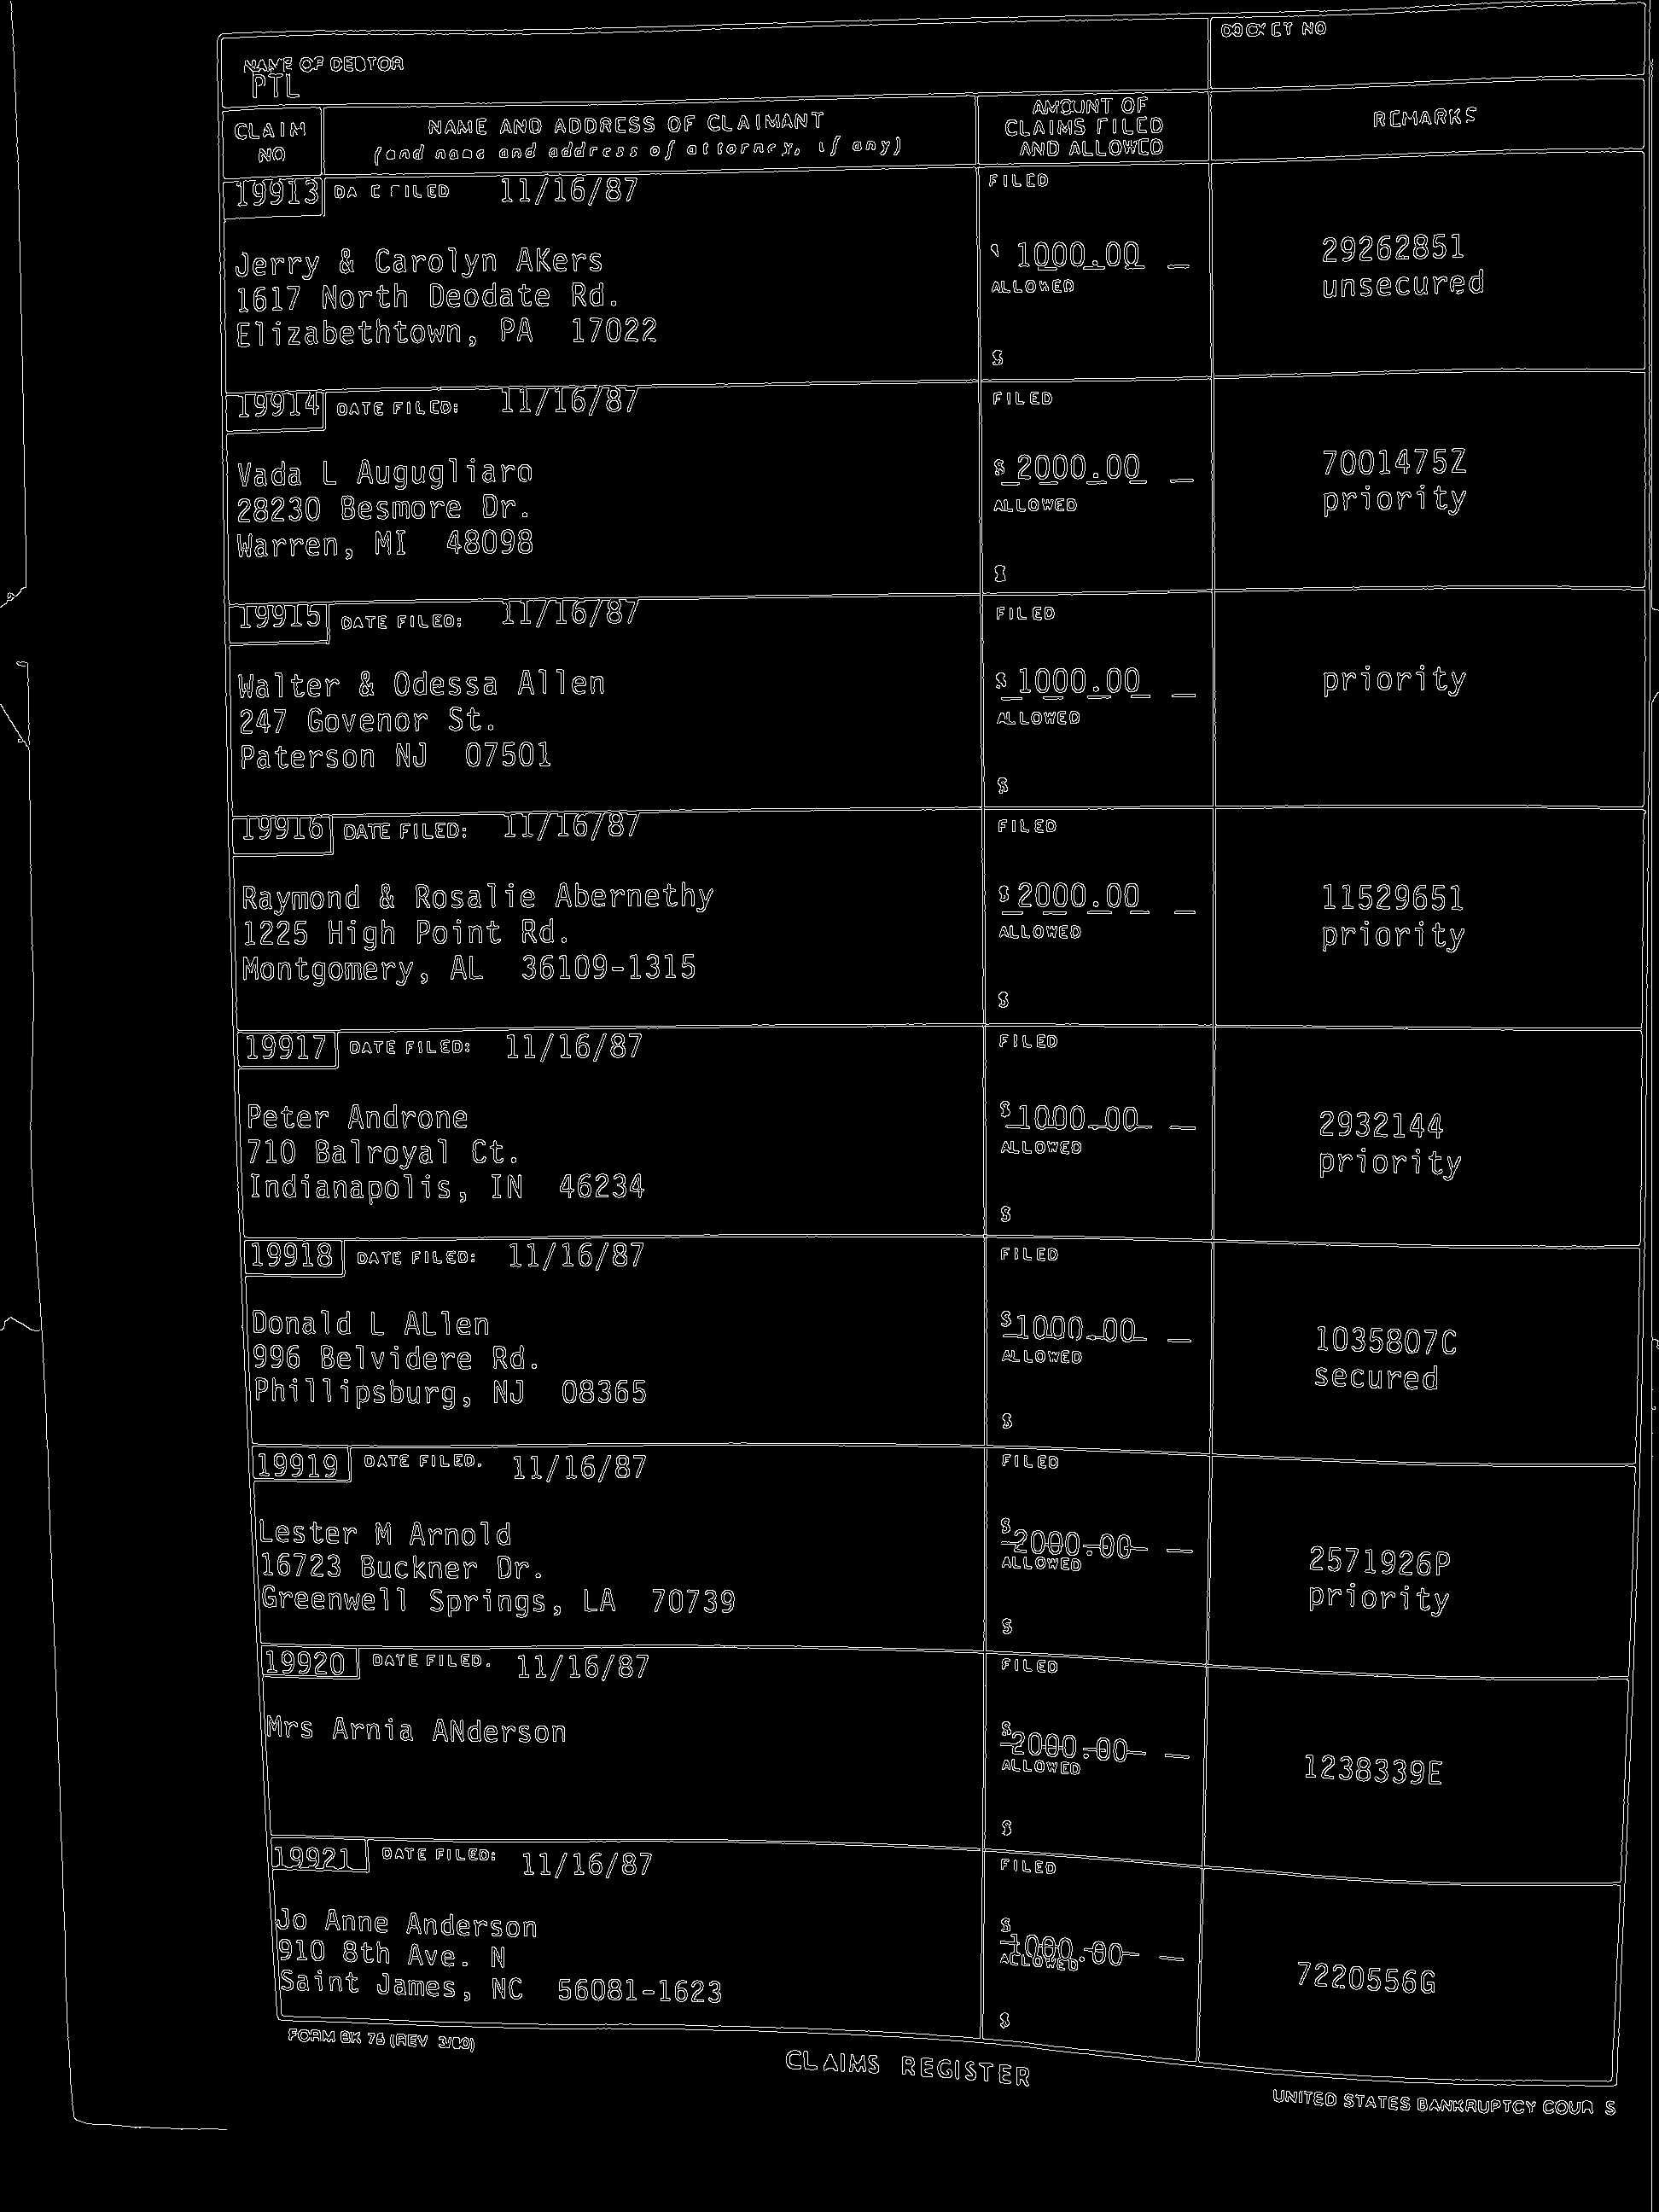 NAME OF DEBTOR
PTL
DOCKET NO
CLAIM NO
NAME AND ADDRESS OF CLAIMANT
(and name and address of attorney, if any)
AMOUNT OF
CLAIMS FILED
AND ALLOWED
REMARKS
19913 DATE FILED 11/16/87
FILED
Jerry & Carolyn AKers
1617 North Deodate Rd.
Elizabethtown, PA 17022
$ 1000.00
ALLOWED
$
29262851
unsecured
19914 DATE FILED: 11/16/87
FILED
Vada L Augugliaro
28230 Besmore Dr.
Warren, MI 48098
$ 2000.00
ALLOWED
$
7001475Z
priority
19915 DATE FILED: 11/16/87
FILED
Walter & Odessa Allen
247 Govenor St.
Paterson NJ 07501
$ 1000.00
ALLOWED
$
priority
19916 DATE FILED: 11/16/87
FILED
Raymond & Rosalie Abernethy
1225 High Point Rd.
Montgomery, AL 36109-1315
$ 2000.00
ALLOWED
$
11529651
priority
19917 DATE FILED: 11/16/87
FILED
Peter Androne
710 Balroyal Ct.
Indianapolis, IN 46234
$ 1000.00
ALLOWED
$
2932144
priority
19918 DATE FILED: 11/16/87
FILED
Donald L ALlen
996 Belvidere Rd.
Phillipsburg, NJ 08365
$ 1000.00
ALLOWED
$
1035807C
secured
19919 DATE FILED. 11/16/87
FILED
Lester M Arnold
16723 Buckner Dr.
Greenwell Springs, LA 70739
$ 2000.00
ALLOWED
$
2571926P
priority
19920 DATE FILED. 11/16/87
FILED
Mrs Arnia ANderson
$ 2000.00
ALLOWED
$
1238339E
19921 DATE FILED: 11/16/87
FILED
Jo Anne Anderson
910 8th Ave. N
Saint James, NC 56081-1623
$ 1000.00
ALLOWED
$
7220556G
FORM BK 75 (REV 3/80)
CLAIMS REGISTER
UNITED STATES BANKRUPTCY COURTS